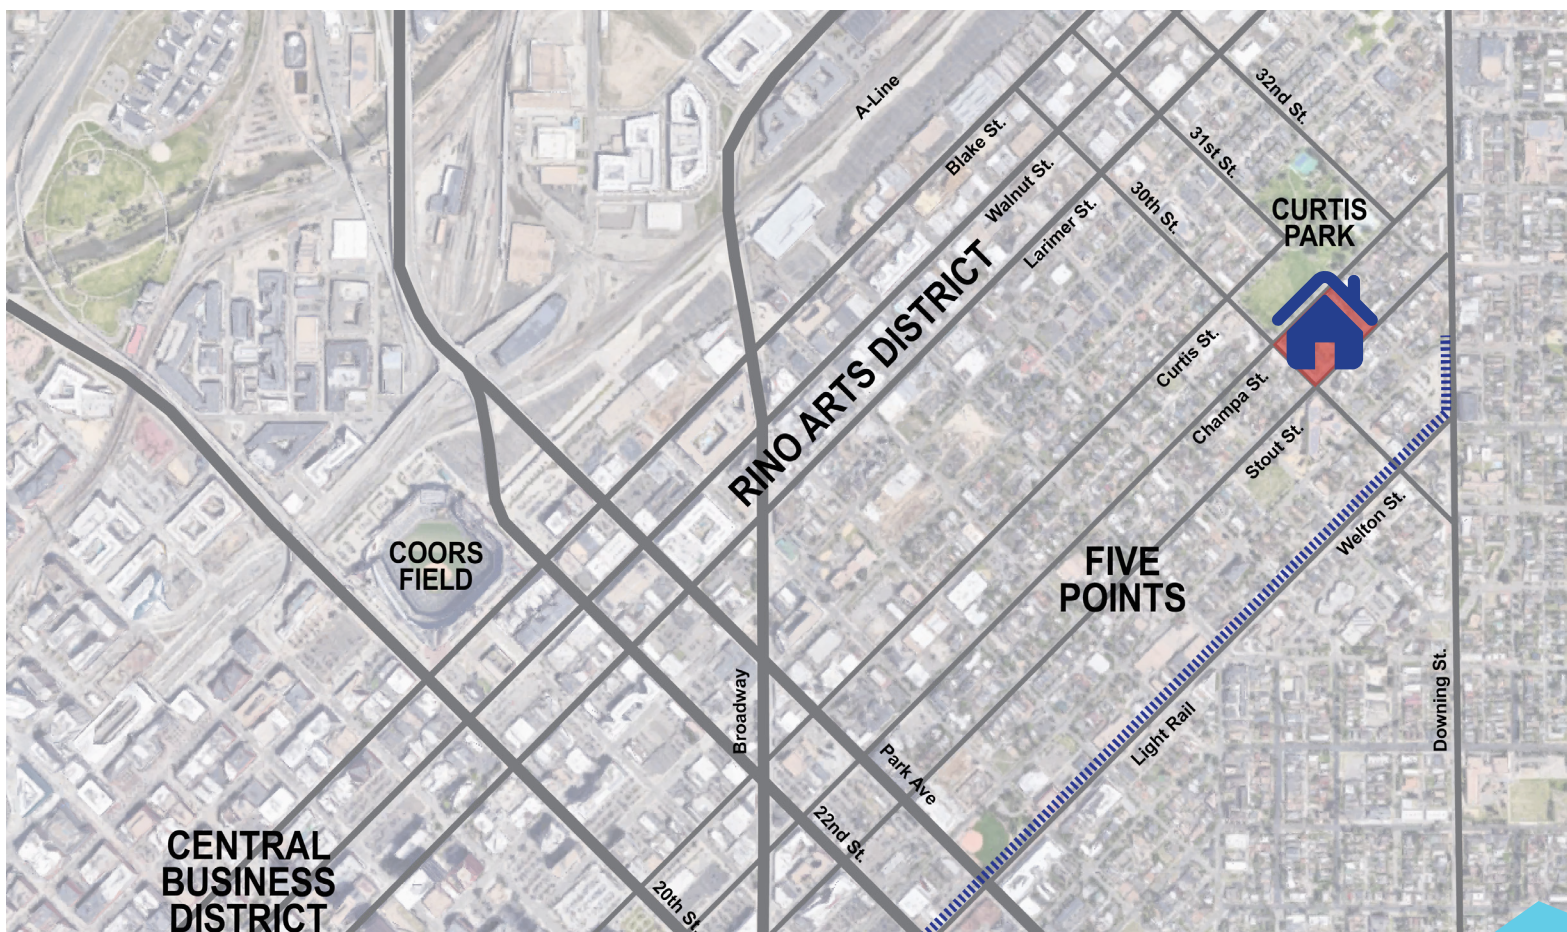 A-Line
32nd St.
Blake St.
31st St.
Walnut St.
30th St.
Larimer St.
CURTIS
PARK
RINO ARTS DISTRICT
Curtis St.
Champa St.
Stout St.
Welton St.
COORS
FIELD
FIVE
POINTS
Broadway
Downing St.
Light Rail
Park Ave
22nd St.
20th St.
CENTRAL
BUSINESS
DISTRICT